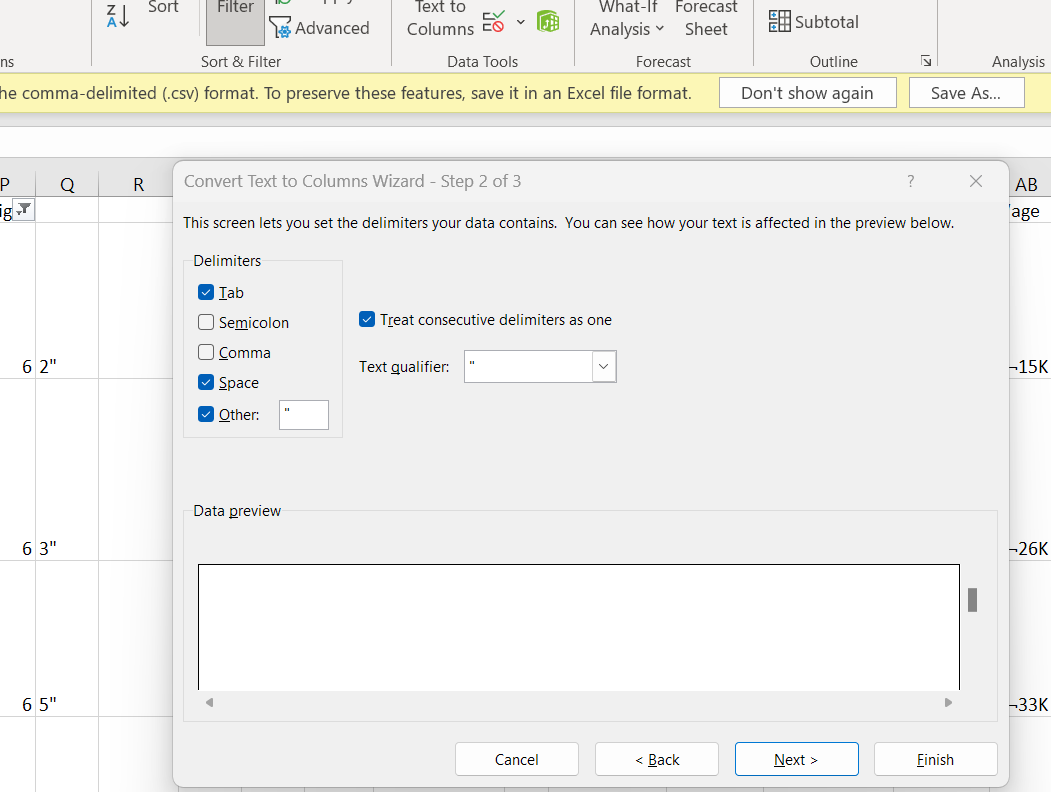 Sort
Filter
Advanced
Text to
Columns
What-If
Analysis
Forecast
Sheet
Subtotal
ns
Sort & Filter
Data Tools
Forecast
Outline
Analysis
he comma-delimited (.csv) format. To preserve these features, save it in an Excel file format.
Don't show again
Save As...
P Q R AB
ig
age
Convert Text to Columns Wizard - Step 2 of 3
?
This screen lets you set the delimiters your data contains. You can see how your text is affected in the preview below.
Delimiters
Tab
Semicolon
Comma
Space
Other: "
Treat consecutive delimiters as one
Text qualifier: "
6 2"
¬15K
Data preview
6 3"
¬26K
6 5"
¬33K
Cancel
< Back
Next >
Finish